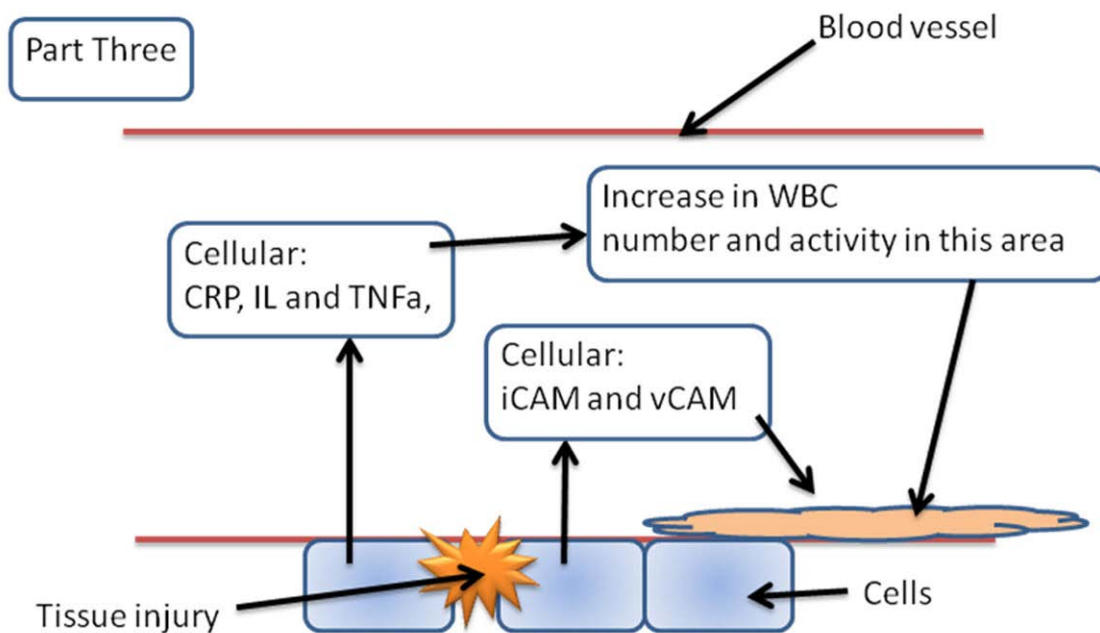 Part Three
Blood vessel
Increase in WBC
number and activity in this area
Cellular:
CRP, IL and TNFa,
Cellular:
iCAM and vCAM
Tissue injury
Cells